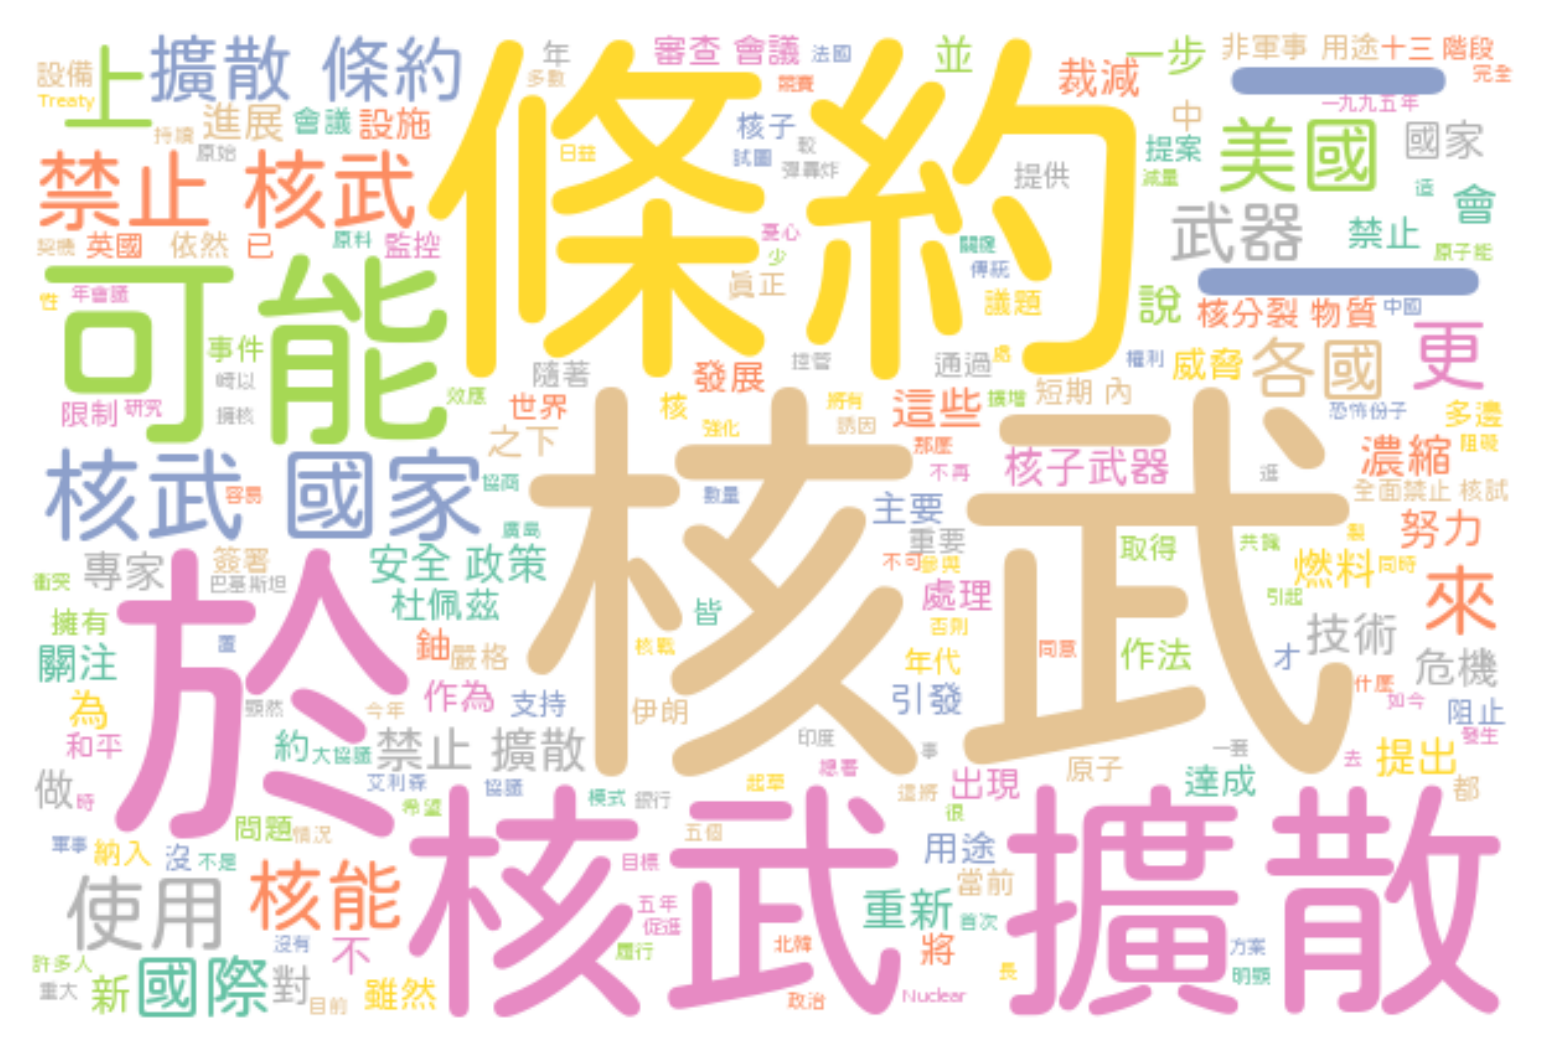 設備
Treaty
上
擴散 條約
年
多數
審查 會議
法國
競賽
並
一步
裁減
非軍事 用途
十三 階段
完全
一
一九九五年
持續
進展
原始
會議
設施
條約
日益
核子
試圖
較
彈轟炸
提供
中
提案
減量
美國
國家
這
會
禁止 核武
契機
英國
依然
已
原料
監控
憂心
少
真正
關鍵
傳統
議題
武器
禁止
原子能
一
說
核分裂 物質
中國
性
年會議
可能
事件
限制
研究
效應
隨著
世界
發展
控管
通過
處
權利
威脅
各國
更
擁核
之下
核
強化
將有
誘因
這些
擴增
短期 內
恐怖份子
多邊
阻礙
那麼
不再
核子武器
逛
濃縮
全面禁止 核試
核武 國家
容易
協商
廣島
核武
數量
主要
重要
不可
參與
取得
共識
努力
製
燃料
同時
引起
專家
簽署
巴基斯坦
衝突
安全 政策
杜佩茲
皆
處理
來
擁有
於
置
鈾
嚴格
核戰
否則
年代
同意
作法
才
技術
危機
關注
為
顯然
今年
作為
支持
伊朗
引發
什麼
如今
阻止
發生
和平
約
大協議
禁止 擴散
印度
總署
事
一套
去
提出
做
時
艾利森
希望
協議
模式
銀行
起草
這將
很
出現
原子
達成
都
問題
情況
軍事
納入
沒
不是
五個
目標
核武 擴散
用途
當前
使用
核能
五年
促進
履行
重新
首次
沒有
不
北韓
將
方案
明顯
許多人
重大
新
國際
對
目前
雖然
政治
Nuclear
長